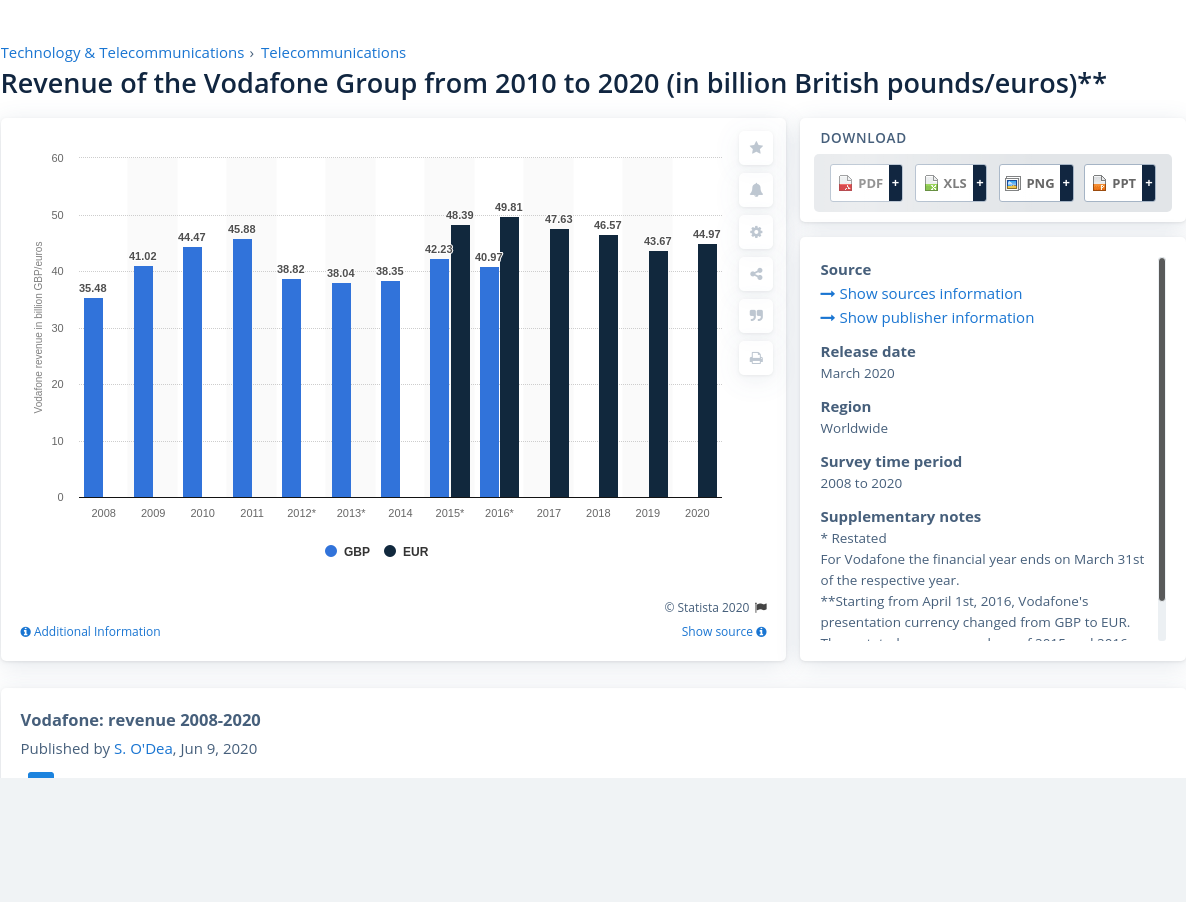 Technology & Telecommunications › Telecommunications
Revenue of the Vodafone Group from 2010 to 2020 (in billion British pounds/euros)**
Vodafone revenue in billion GBP/euros
60
50
40
30
20
10
0
35.48
41.02
44.47
45.88
38.82
38.04
38.35
42.23
48.39
40.97
49.81
47.63
46.57
43.67
44.97
2008 2009 2010 2011 2012* 2013* 2014 2015* 2016* 2017 2018 2019 2020
GBP EUR
© Statista 2020
Additional Information
Show source
DOWNLOAD
PDF + XLS + PNG + PPT +
Source
Show sources information
Show publisher information
Release date
March 2020
Region
Worldwide
Survey time period
2008 to 2020
Supplementary notes
* Restated
For Vodafone the financial year ends on March 31st
of the respective year.
**Starting from April 1st, 2016, Vodafone's
presentation currency changed from GBP to EUR.
Vodafone: revenue 2008-2020
Published by S. O'Dea, Jun 9, 2020